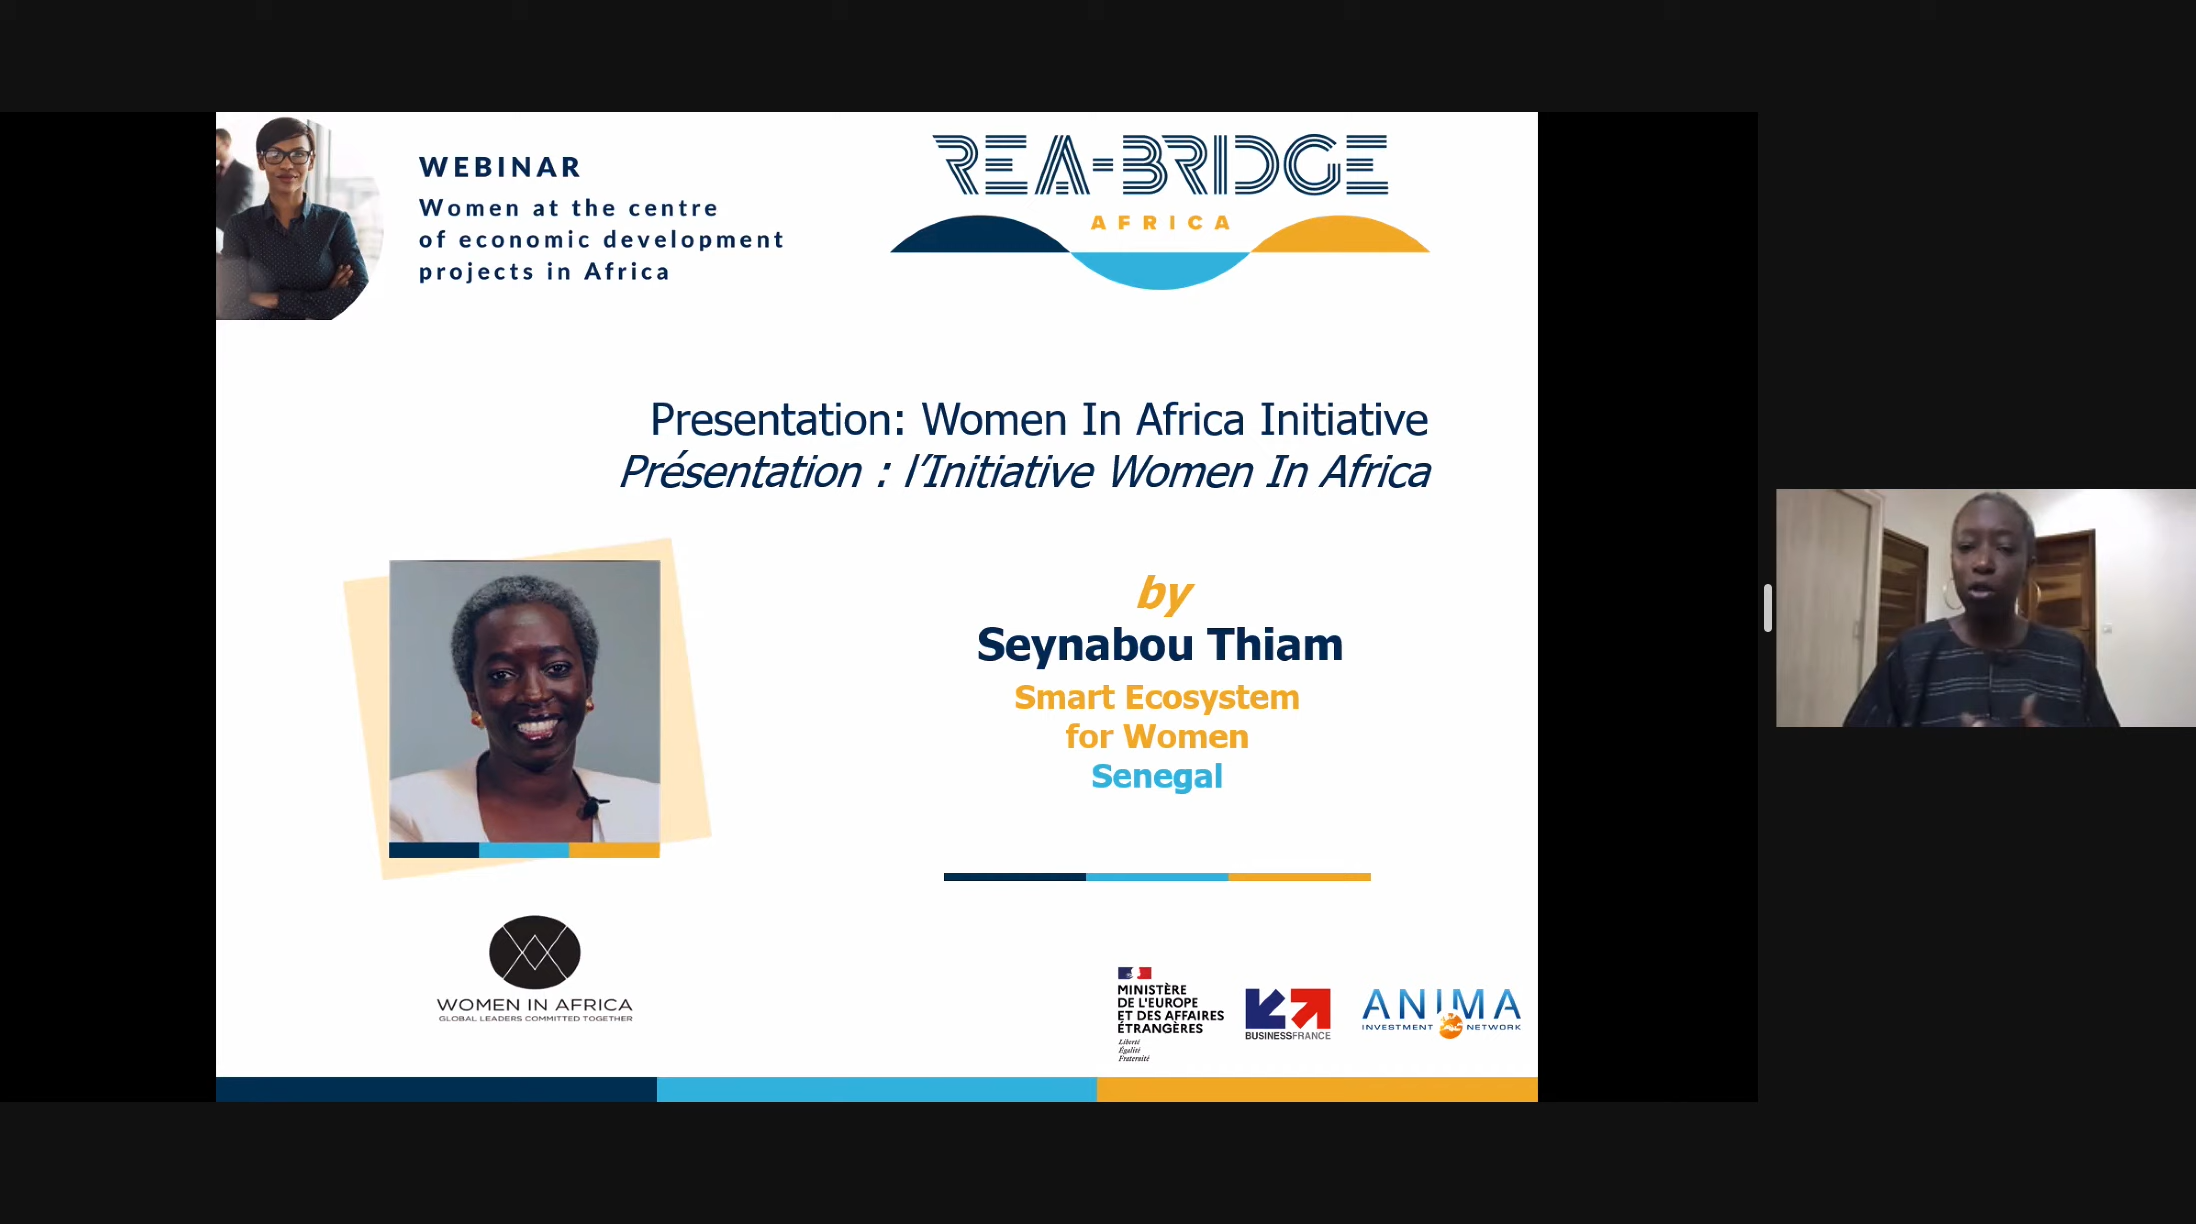 WEBINAR
Women at the centre
of economic development
projects in Africa
REA-BRIDGE
AFRICA
Presentation: Women In Africa Initiative
Présentation : l'Initiative Women In Africa
by
Seynabou Thiam
Smart Ecosystem
for Women
Senegal
WOMEN IN AFRICA
GLOBAL LEADERS COMMITTED TOGETHER
MINISTÈRE
DE L'EUROPE
ET DES AFFAIRES
ÉTRANGÈRES
Liberté
Égalité
Fraternité
BUSINESSFRANCE
ANIMA
INVESTMENT NETWORK